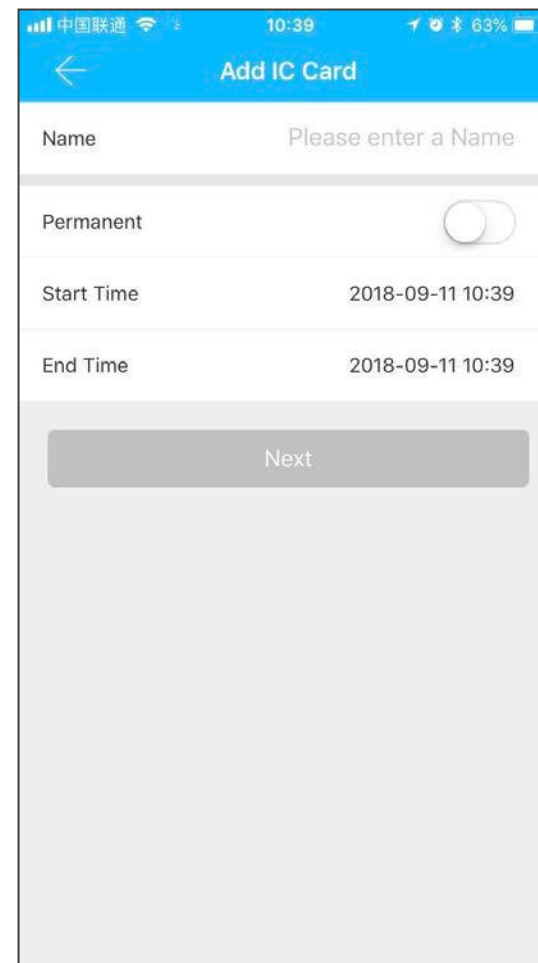 中国联通 10:39 63%
Add IC Card
Name Please enter a Name
Permanent
Start Time 2018-09-11 10:39
End Time 2018-09-11 10:39
Next